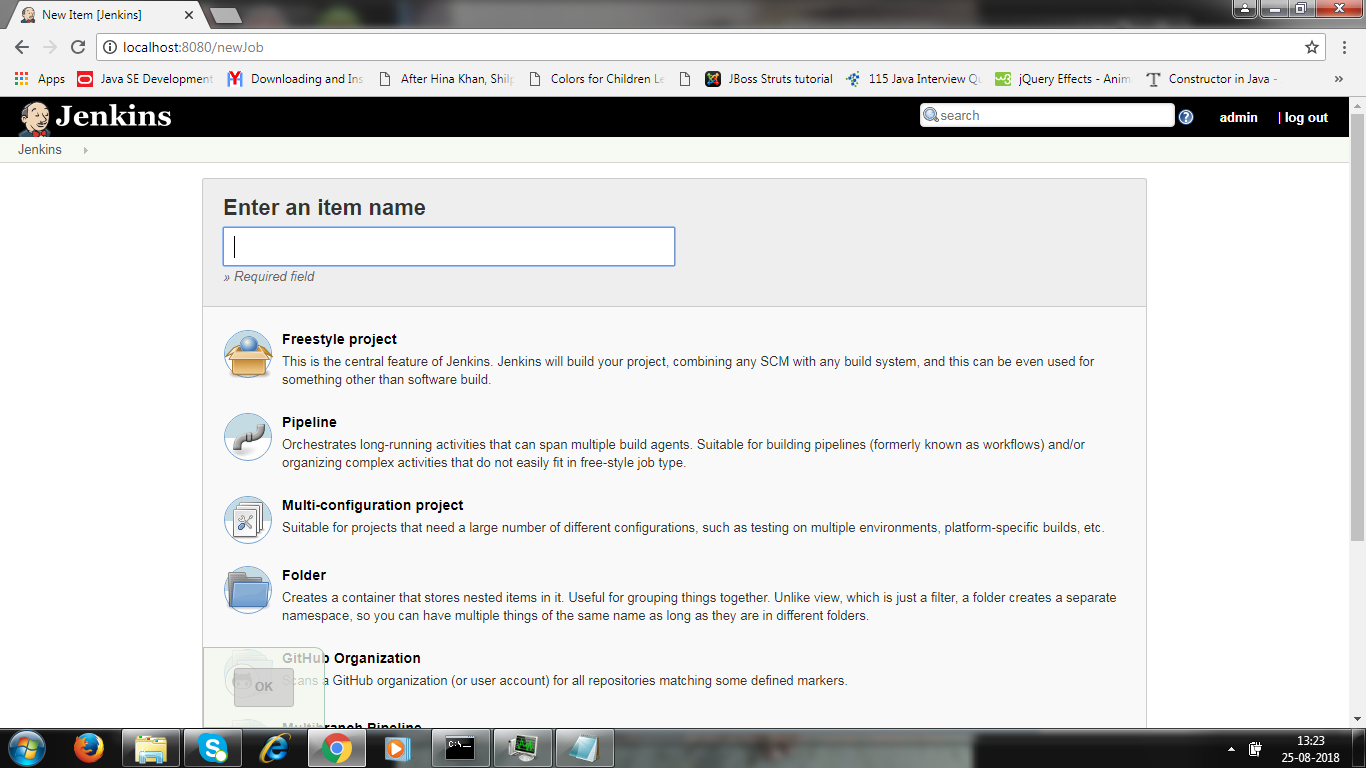 New Item [Jenkins]
localhost:8080/newJob
Apps Java SE Development Downloading and Ins After Hina Khan, Shilp Colors for Children Le JBoss Struts tutorial 115 Java Interview Qu jQuery Effects - Anim Constructor in Java - »
Jenkins search ? admin | log out
Jenkins
Enter an item name
» Required field
Freestyle project
This is the central feature of Jenkins. Jenkins will build your project, combining any SCM with any build system, and this can be even used for
something other than software build.
Pipeline
Orchestrates long-running activities that can span multiple build agents. Suitable for building pipelines (formerly known as workflows) and/or
organizing complex activities that do not easily fit in free-style job type.
Multi-configuration project
Suitable for projects that need a large number of different configurations, such as testing on multiple environments, platform-specific builds, etc.
Folder
Creates a container that stores nested items in it. Useful for grouping things together. Unlike view, which is just a filter, a folder creates a separate
namespace, so you can have multiple things of the same name as long as they are in different folders.
GitHub Organization
Scans a GitHub organization (or user account) for all repositories matching some defined markers.
OK
Multibranch Pipeline
C:\_
13:23
25-08-2018